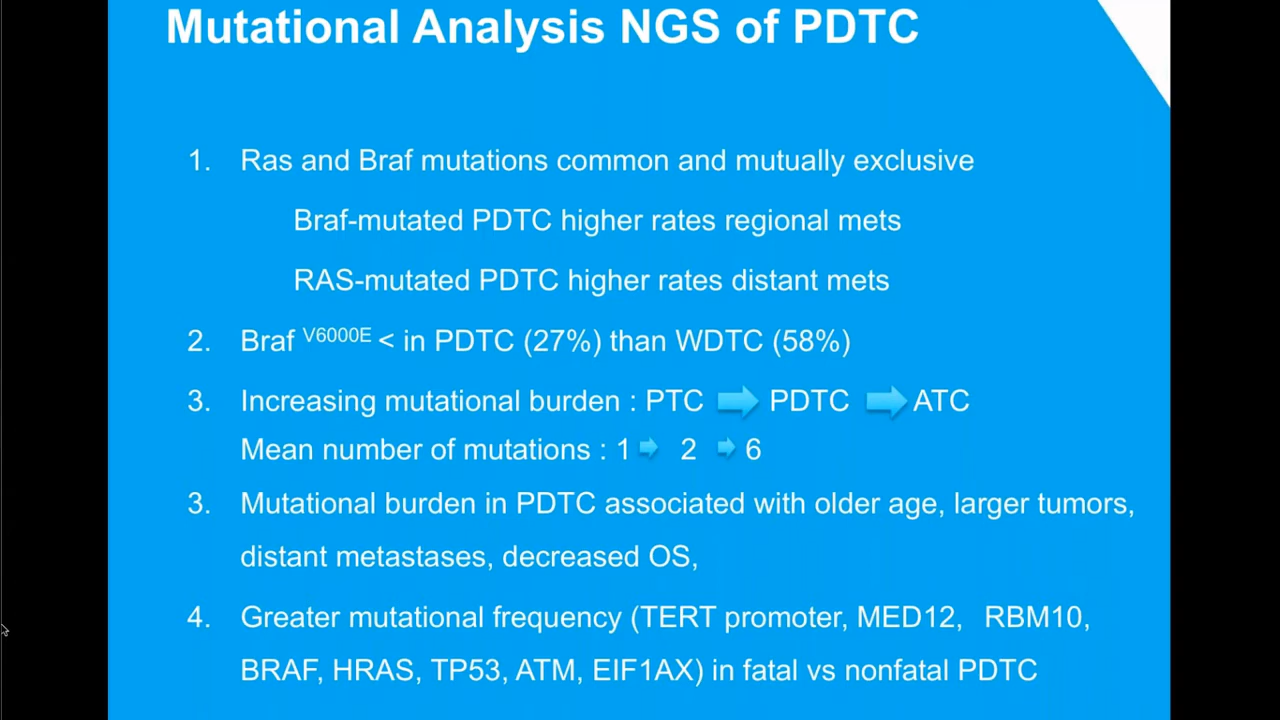 Mutational Analysis NGS of PDTC
1. Ras and Braf mutations common and mutually exclusive
Braf-mutated PDTC higher rates regional mets
RAS-mutated PDTC higher rates distant mets
2. Braf V6000E < in PDTC (27%) than WDTC (58%)
3. Increasing mutational burden : PTC PDTC ATC
Mean number of mutations : 1 2 6
3. Mutational burden in PDTC associated with older age, larger tumors,
distant metastases, decreased OS,
4. Greater mutational frequency (TERT promoter, MED12, RBM10,
BRAF, HRAS, TP53, ATM, EIF1AX) in fatal vs nonfatal PDTC